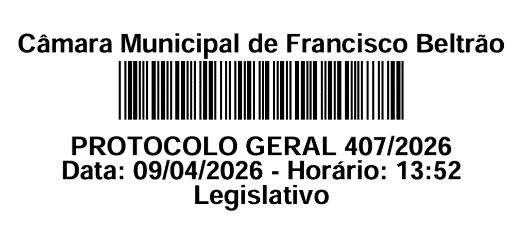 Câmara Municipal de Francisco Beltrão
PROTOCOLO GERAL 407/2026
Data: 09/04/2026 - Horário: 13:52
Legislativo